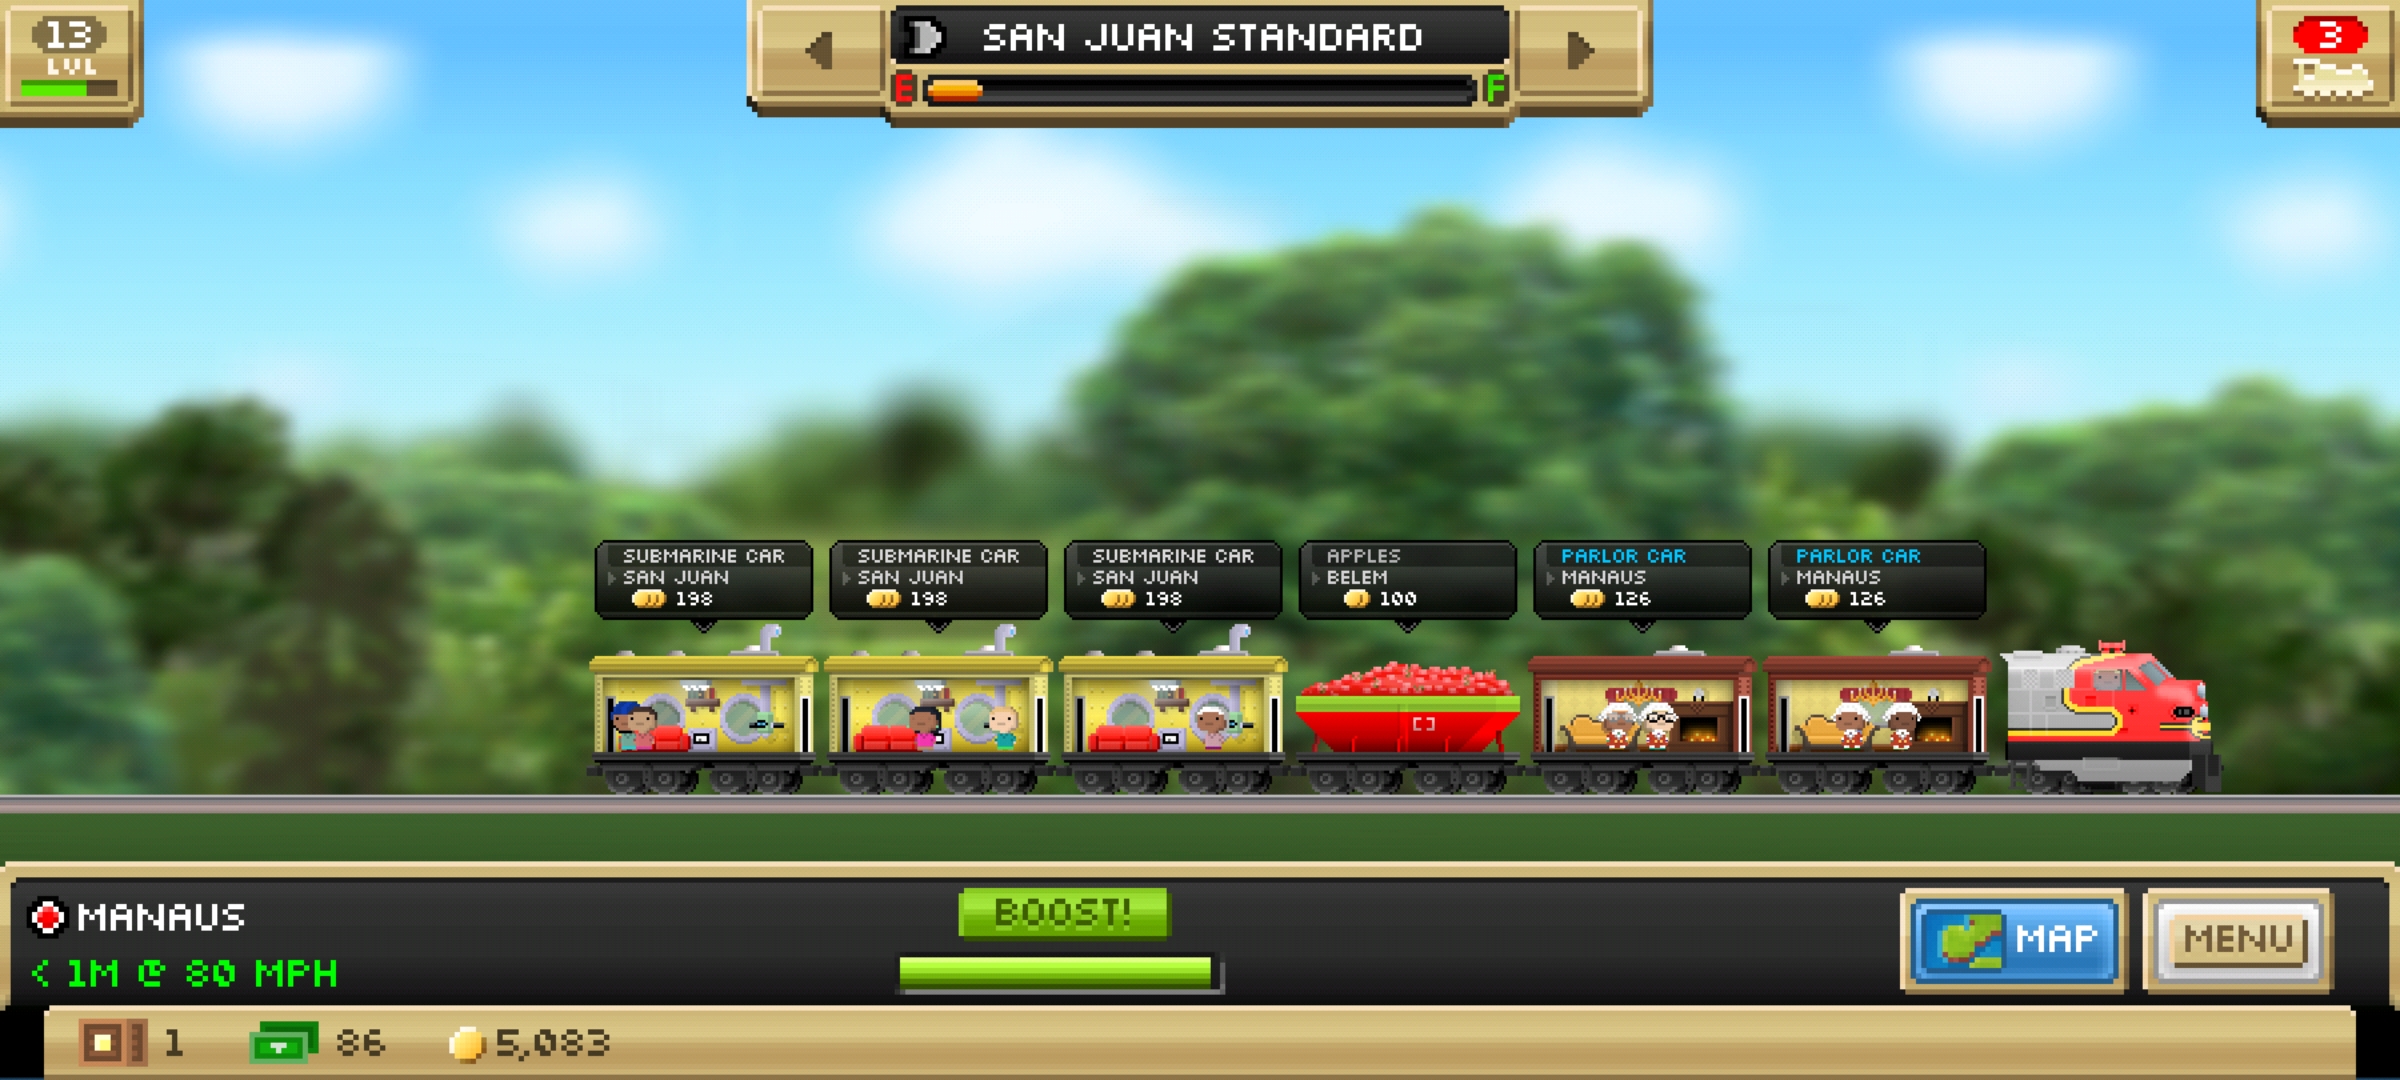 13
LVL
SAN JUAN STANDARD
E F
3
SUBMARINE CAR
SAN JUAN
198
SUBMARINE CAR
SAN JUAN
198
SUBMARINE CAR
SAN JUAN
198
APPLES
BELEM
100
PARLOR CAR
MANAUS
126
PARLOR CAR
MANAUS
126
MANAUS
< 1M @ 80 MPH
BOOST!
MAP
MENU
1 86 5,083